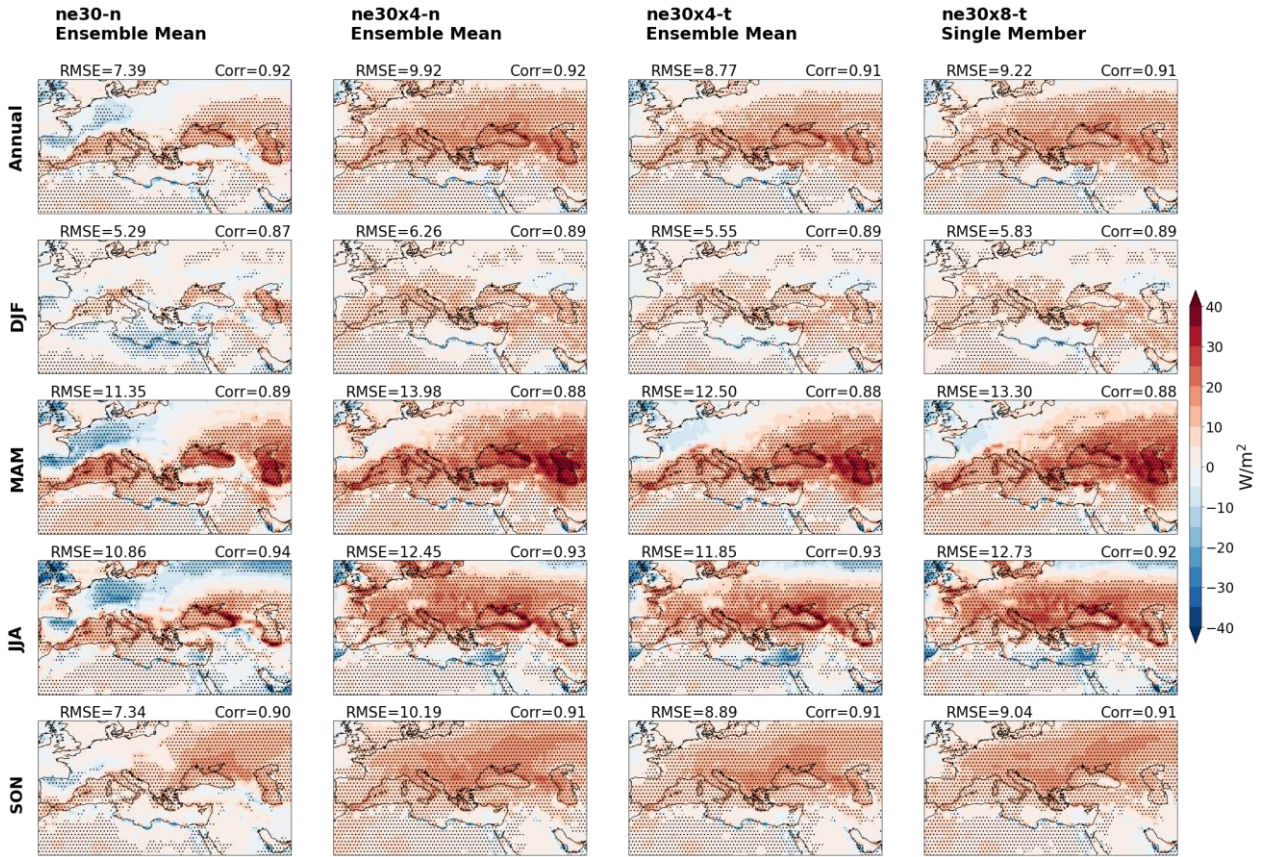 ne30-n
Ensemble Mean
ne30x4-n
Ensemble Mean
ne30x4-t
Ensemble Mean
ne30x8-t
Single Member
Annual
RMSE=7.39 Corr=0.92
RMSE=9.92 Corr=0.92
RMSE=8.77 Corr=0.91
RMSE=9.22 Corr=0.91
DJF
RMSE=5.29 Corr=0.87
RMSE=6.26 Corr=0.89
RMSE=5.55 Corr=0.89
RMSE=5.83 Corr=0.89
MAM
RMSE=11.35 Corr=0.89
RMSE=13.98 Corr=0.88
RMSE=12.50 Corr=0.88
RMSE=13.30 Corr=0.88
JJA
RMSE=10.86 Corr=0.94
RMSE=12.45 Corr=0.93
RMSE=11.85 Corr=0.93
RMSE=12.73 Corr=0.92
SON
RMSE=7.34 Corr=0.90
RMSE=10.19 Corr=0.91
RMSE=8.89 Corr=0.91
RMSE=9.04 Corr=0.91
40
30
20
10
0
−10
−20
−30
−40
W/m²